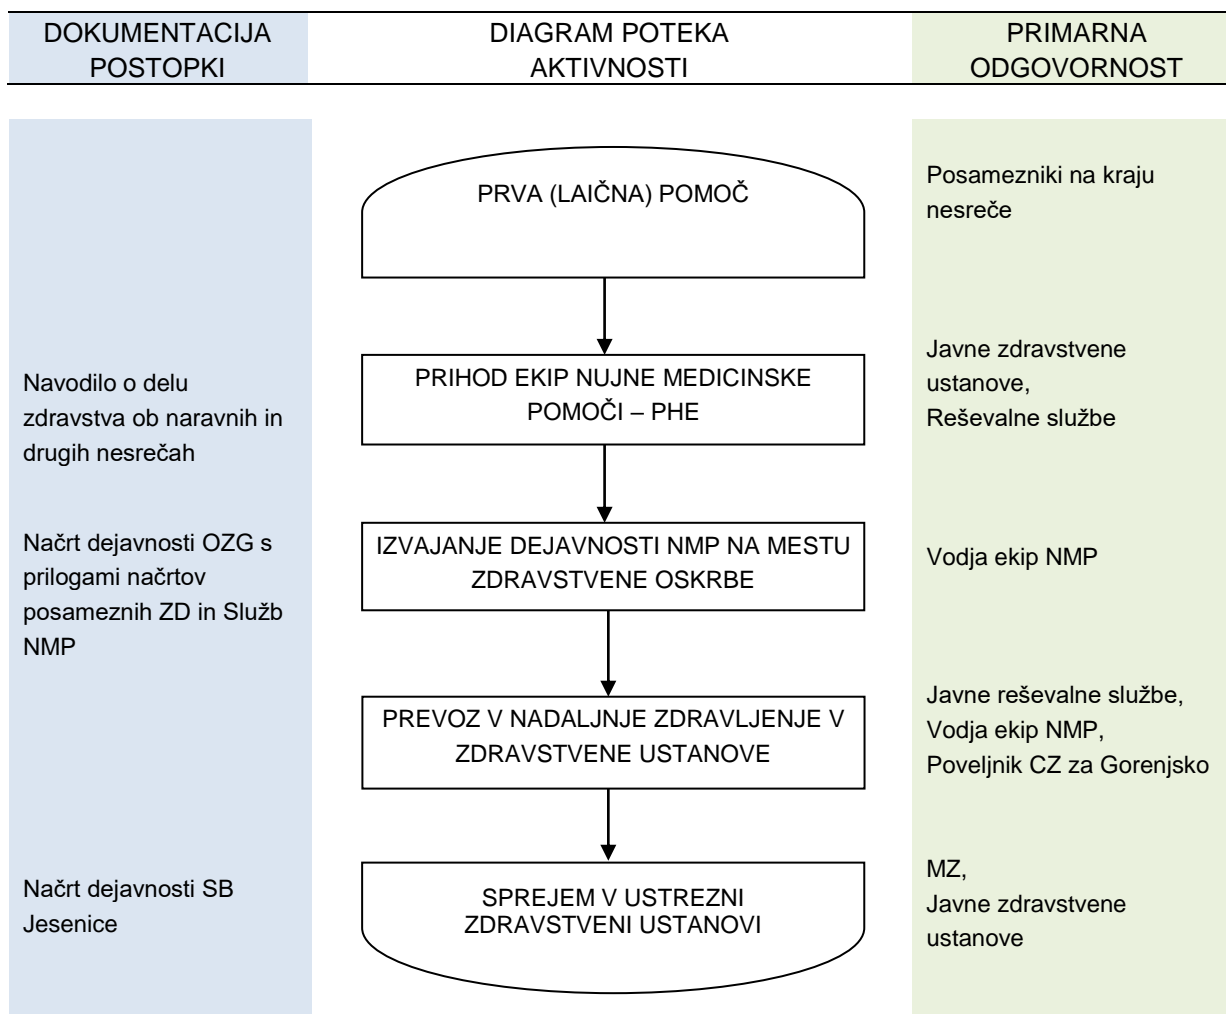 DOKUMENTACIJA
POSTOPKI
DIAGRAM POTEKA
AKTIVNOSTI
PRIMARNA
ODGOVORNOST
PRVA (LAIČNA) POMOČ
Posamezniki na kraju
nesreče
Navodilo o delu
zdravstva ob naravnih in
drugih nesrečah
PRIHOD EKIP NUJNE MEDICINSKE
POMOČI – PHE
Javne zdravstvene
ustanove,
Reševalne službe
Načrt dejavnosti OZG s
prilogami načrtov
posameznih ZD in Služb
NMP
IZVAJANJE DEJAVNOSTI NMP NA MESTU
ZDRAVSTVENE OSKRBE
Vodja ekip NMP
PREVOZ V NADALJNJE ZDRAVLJENJE V
ZDRAVSTVENE USTANOVE
Javne reševalne službe,
Vodja ekip NMP,
Poveljnik CZ za Gorenjsko
Načrt dejavnosti SB
Jesenice
SPREJEM V USTREZNI
ZDRAVSTVENI USTANOVI
MZ,
Javne zdravstvene
ustanove